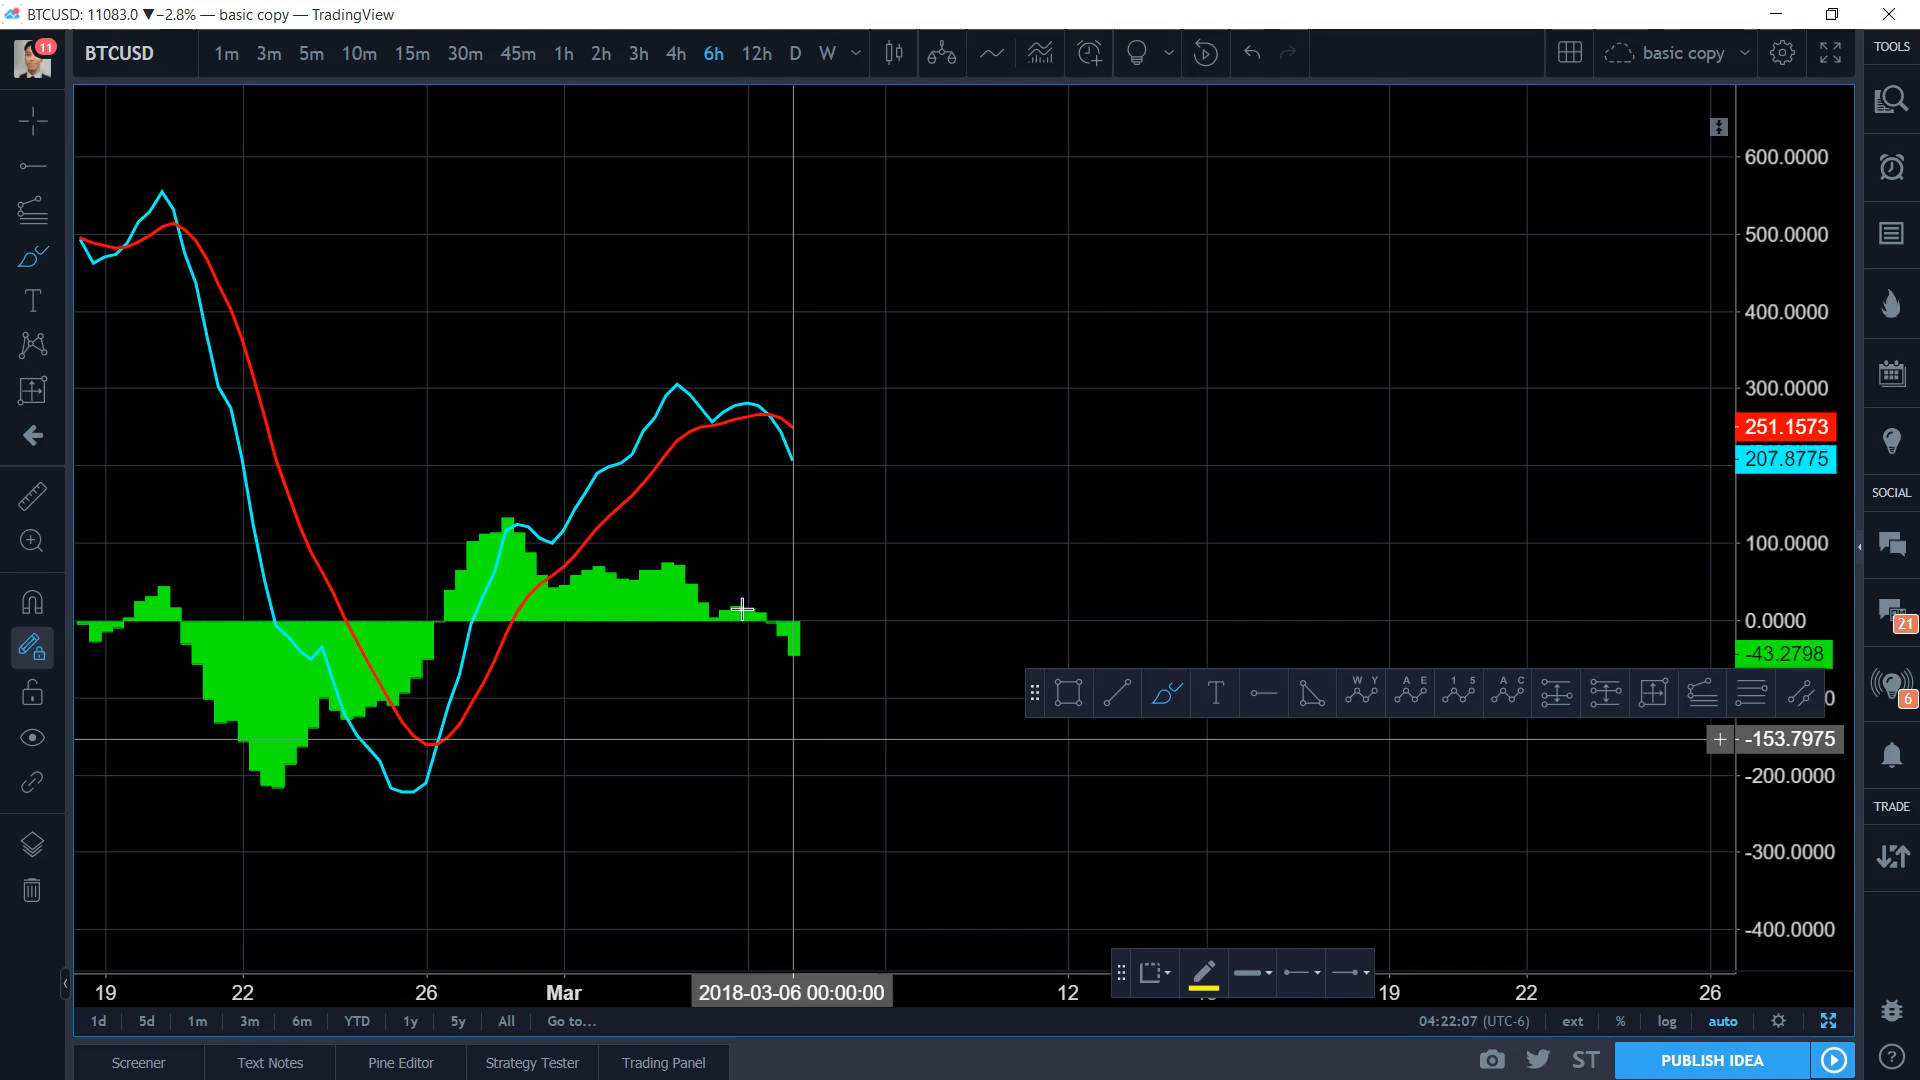 BTCUSD: 11083.0 ▼−2.8% — basic copy — TradingView
11
BTCUSD 1m 3m 5m 10m 15m 30m 45m 1h 2h 3h 4h 6h 12h D W
basic copy
TOOLS
600.0000
500.0000
400.0000
300.0000
251.1573
207.8775
SOCIAL
100.0000
0.0000
21
-43.2798
T
W Y
A E
1 5
A C
T
0
6
-153.7975
-200.0000
TRADE
-300.0000
-400.0000
19 22 26 Mar 2018-03-06 00:00:00 12 19 22 26
1d 5d 1m 3m 6m YTD 1y 5y All Go to... 04:22:07 (UTC-6) ext % log auto
Screener Text Notes Pine Editor Strategy Tester Trading Panel ST PUBLISH IDEA